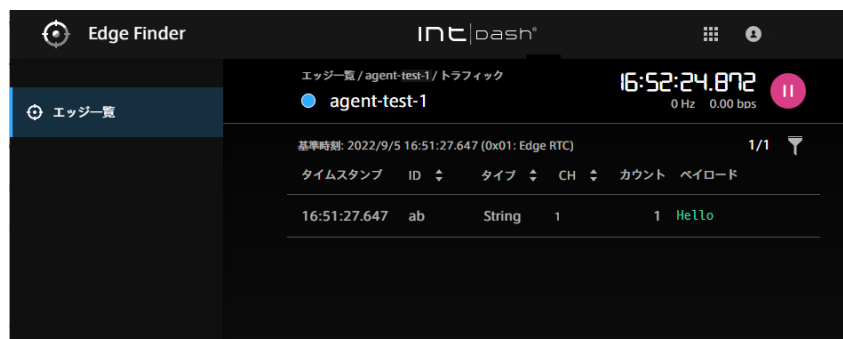 Edge Finder
intdash®
エッジ一覧
エッジ一覧 / agent-test-1 / トラフィック
agent-test-1
16:52:24.872
0 Hz 0.00 bps
基準時刻: 2022/9/5 16:51:27.647 (0x01: Edge RTC)
1/1
タイムスタンプ ID タイプ CH カウント ペイロード
16:51:27.647 ab String 1 1 Hello